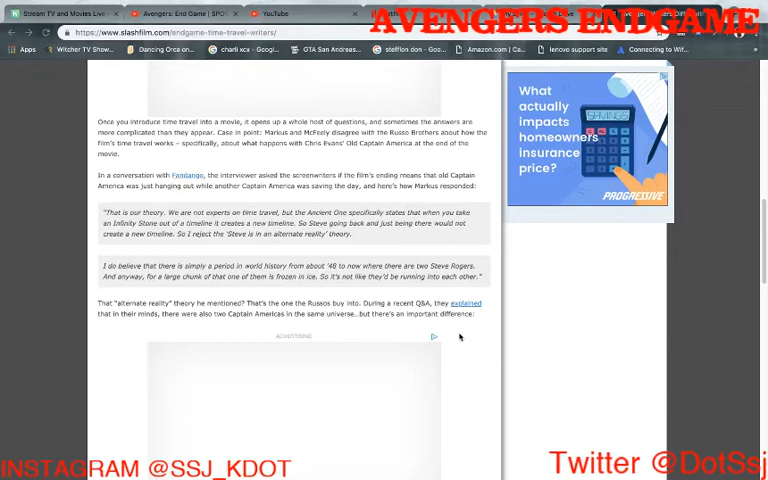 AVENGERS ENDGAME
Stream TV and Movies Live
Avengers: End Game | SPO
YouTube
https://www.slashfilm.com/endgame-time-travel-writers/
Apps
Witcher TV Show...
Dancing Orca on...
charli xcx - Googl...
GTA San Andreas...
stefflon don - Goo...
Amazon.com | Ca...
lenovo support site
Connecting to Wif...
Once you introduce time travel into a movie, it opens up a whole host of questions, and sometimes the answers are
more complicated than they appear. Case in point: Markus and McFeely disagree with the Russo Brothers about how the
film's time travel works – specifically, about what happens with Chris Evans' Old Captain America at the end of the
movie.
In a conversation with Fandango, the interviewer asked the screenwriters if the film's ending means that old Captain
America was just hanging out while another Captain America was saving the day, and here's how Markus responded:
"That is our theory. We are not experts on time travel, but the Ancient One specifically states that when you take
an Infinity Stone out of a timeline it creates a new timeline. So Steve going back and just being there would not
create a new timeline. So I reject the 'Steve is in an alternate reality' theory.
I do believe that there is simply a period in world history from about '48 to now where there are two Steve Rogers.
And anyway, for a large chunk of that one of them is frozen in ice. So it's not like they'd be running into each other."
That "alternate reality" theory he mentioned? That's the one the Russos buy into. During a recent Q&A, they explained
that in their minds, there were also two Captain Americas in the same universe...but there's an important difference:
ADVERTISING
What
actually
impacts
homeowners
insurance
price?
PROGRESSIVE
INSTAGRAM @SSJ_KDOT
Twitter @DotSsj